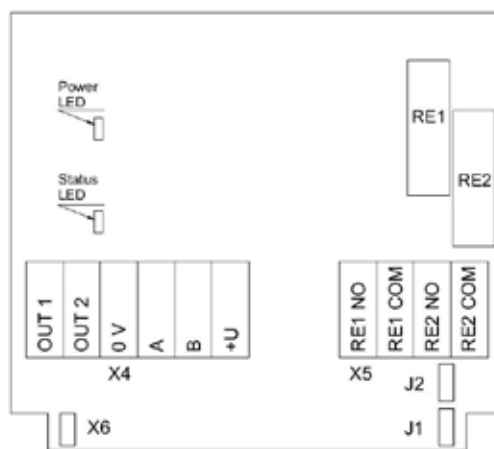 Power
LED
RE1
RE2
Status
LED
OUT 1
OUT 2
0 V
A
B
+U
RE1 NO
RE1 COM
RE2 NO
RE2 COM
X4
X5
J2
X6
J1